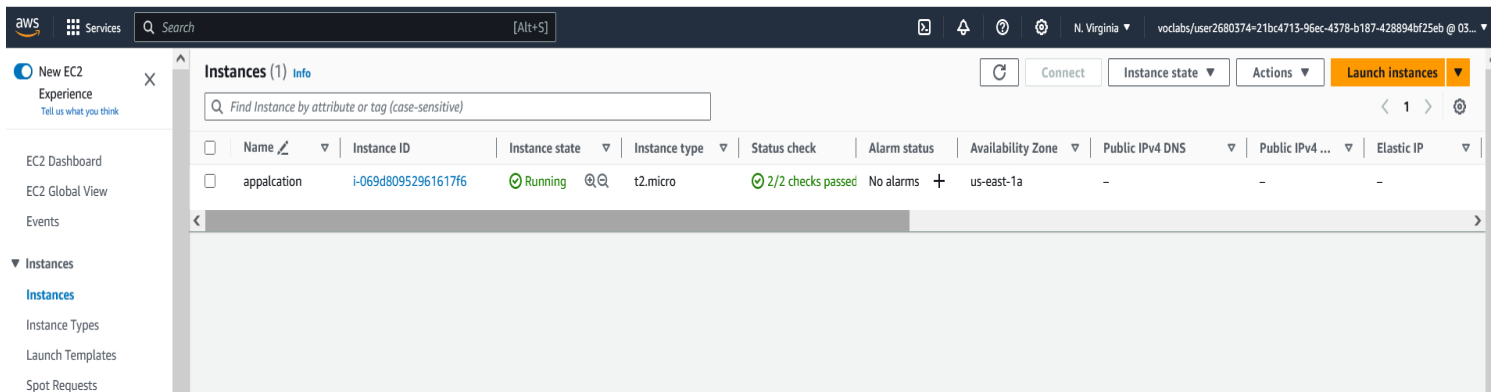 aws Services Search [Alt+S] N. Virginia voclabs/user2680374=21bc4713-96ec-4378-b187-428894bf25eb @ 03...
New EC2
Experience
Tell us what you think
EC2 Dashboard
EC2 Global View
Events
Instances
Instances
Instance Types
Launch Templates
Spot Requests
Instances (1) Info Connect Instance state Actions Launch instances
Find Instance by attribute or tag (case-sensitive) 1
Name Instance ID Instance state Instance type Status check Alarm status Availability Zone Public IPv4 DNS Public IPv4 ... Elastic IP
appalcation i-069d80952961617f6 Running t2.micro 2/2 checks passed No alarms + us-east-1a – – –